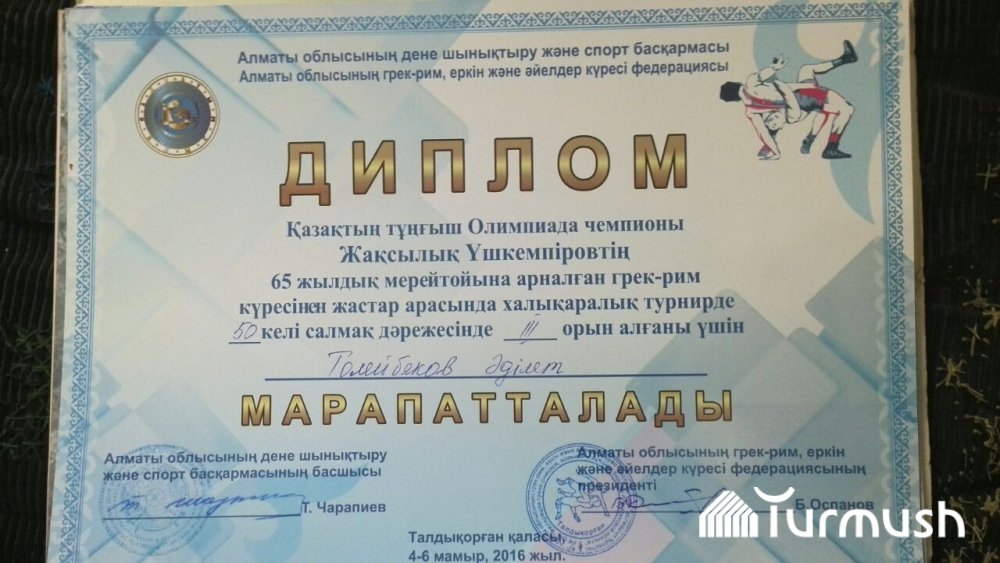 Алматы облысының дене шынықтыру және спорт басқармасы
Алматы облысының грек-рим, еркін және әйелдер күресі федерациясы
ДИПЛОМ
Қазақтың тұңғыш Олимпиада чемпионы
Жақсылық Үшкемпіровтің
65 жылдық мерейтойына арналған грек-рим
күресінен жастар арасында халықаралық турнирде
50 келі салмақ дәрежесінде III орын алғаны үшін
Толейбеков Әділет
МАРАПАТТАЛАДЫ
Алматы облысының дене шынықтыру
және спорт басқармасының басшысы
Т. Чарапиев
Алматы облысының грек-рим, еркін
және әйелдер күресі федерациясының
президенті
Б.Оспанов
Талдықорған
Талдықорған қаласы,
4-6 мамыр, 2016 жыл.
Turmush